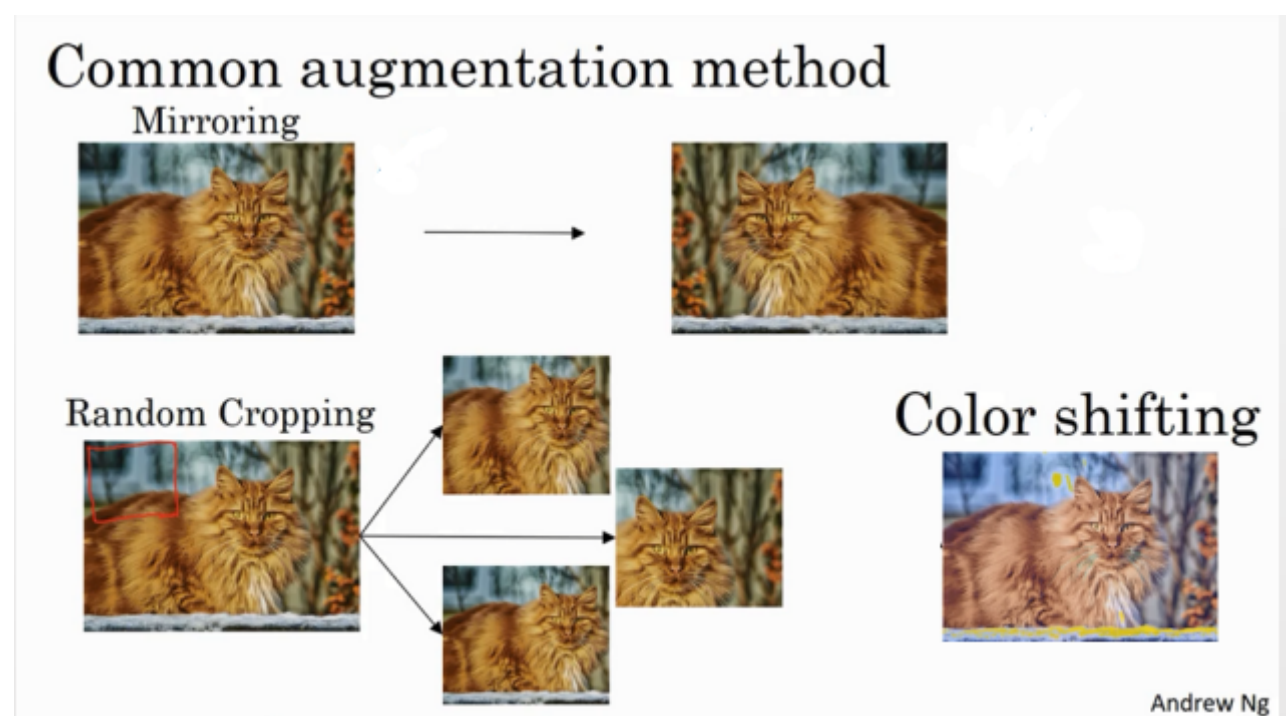 Common augmentation method
Mirroring
Random Cropping
Color shifting
Andrew Ng